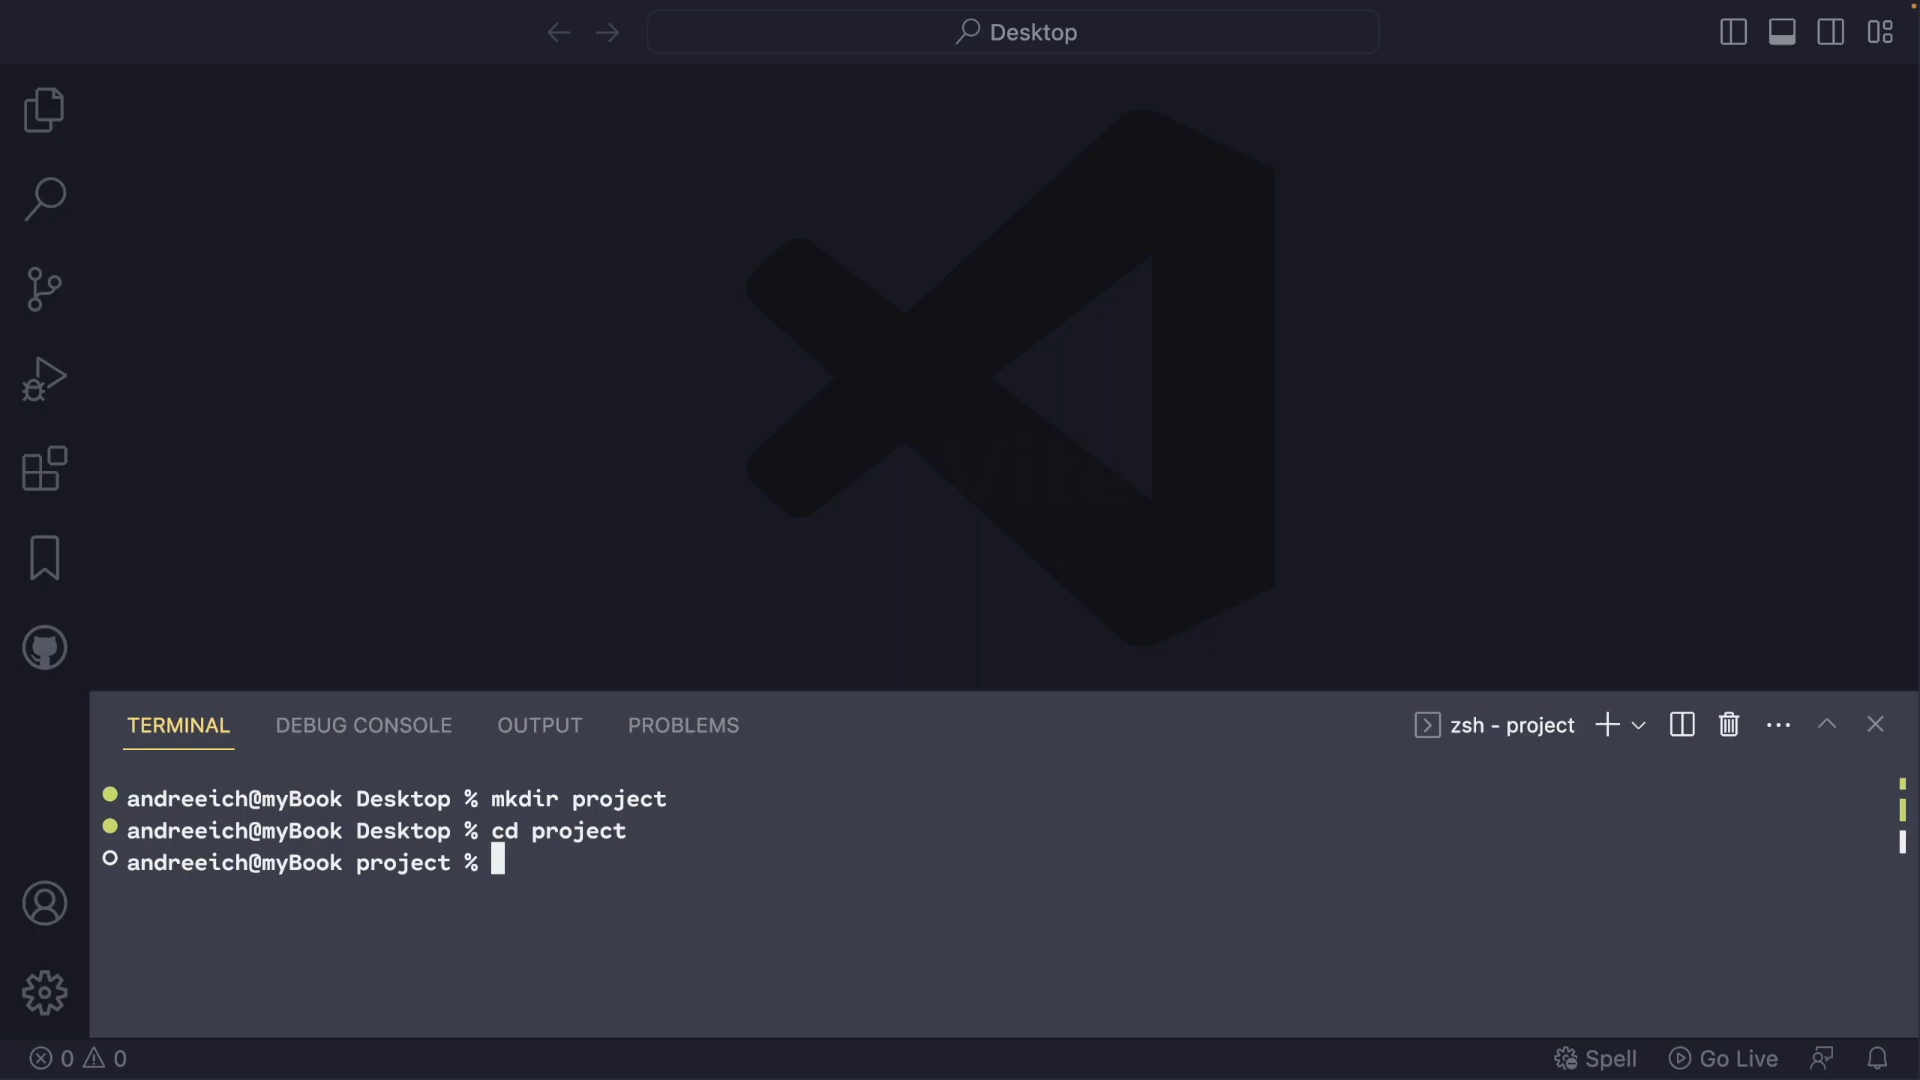 Desktop
TERMINAL DEBUG CONSOLE OUTPUT PROBLEMS zsh - project
andreeich@myBook Desktop % mkdir project
andreeich@myBook Desktop % cd project
andreeich@myBook project %
0 0 Spell Go Live